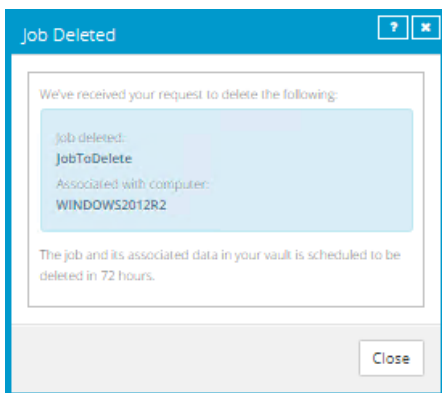 Job Deleted
?
We've received your request to delete the following:
Job deleted:
JobToDelete
Associated with computer:
WINDOWS2012R2
The job and its associated data in your vault is scheduled to be
deleted in 72 hours.
Close